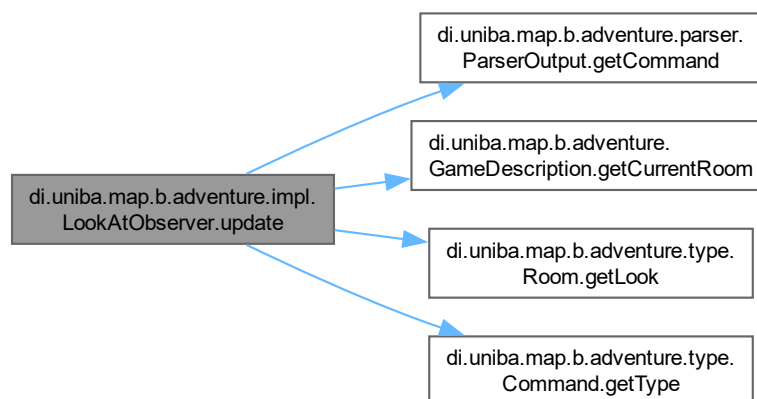 di.uniba.map.b.adventure.parser.
ParserOutput.getCommand
di.uniba.map.b.adventure.
GameDescription.getCurrentRoom
di.uniba.map.b.adventure.impl.
LookAtObserver.update
di.uniba.map.b.adventure.type.
Room.getLook
di.uniba.map.b.adventure.type.
Command.getType